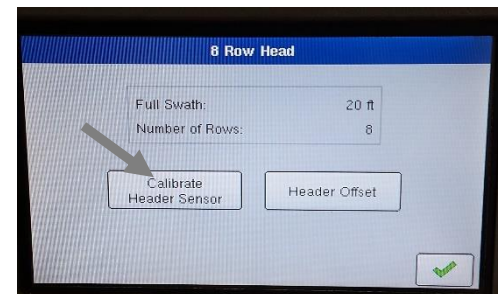 8 Row Head
Full Swath: 20 ft
Number of Rows: 8
Calibrate
Header Sensor
Header Offset